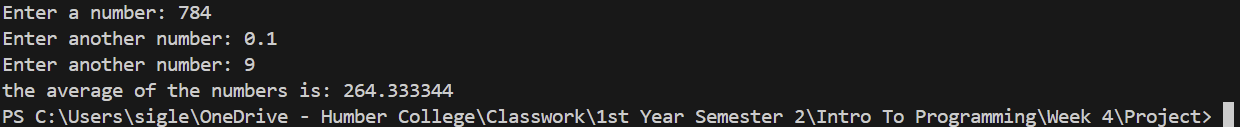 Enter a number: 784
Enter another number: 0.1
Enter another number: 9
the average of the numbers is: 264.333344
PS C:\Users\sigle\OneDrive - Humber College\Classwork\1st Year Semester 2\Intro To Programming\Week 4\Project>